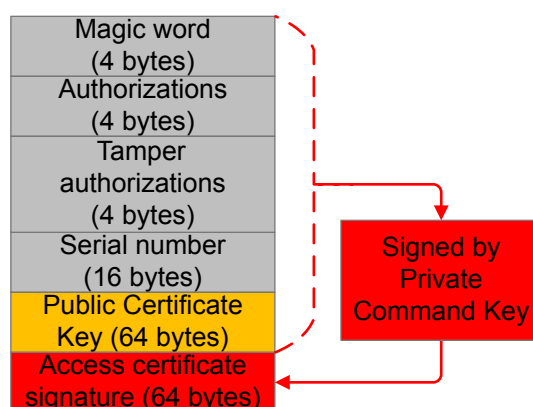 Magic word
(4 bytes)
Authorizations
(4 bytes)
Tamper
authorizations
(4 bytes)
Serial number
(16 bytes)
Public Certificate
Key (64 bytes)
Access certificate
signature (64 bytes)
Signed by
Private
Command Key